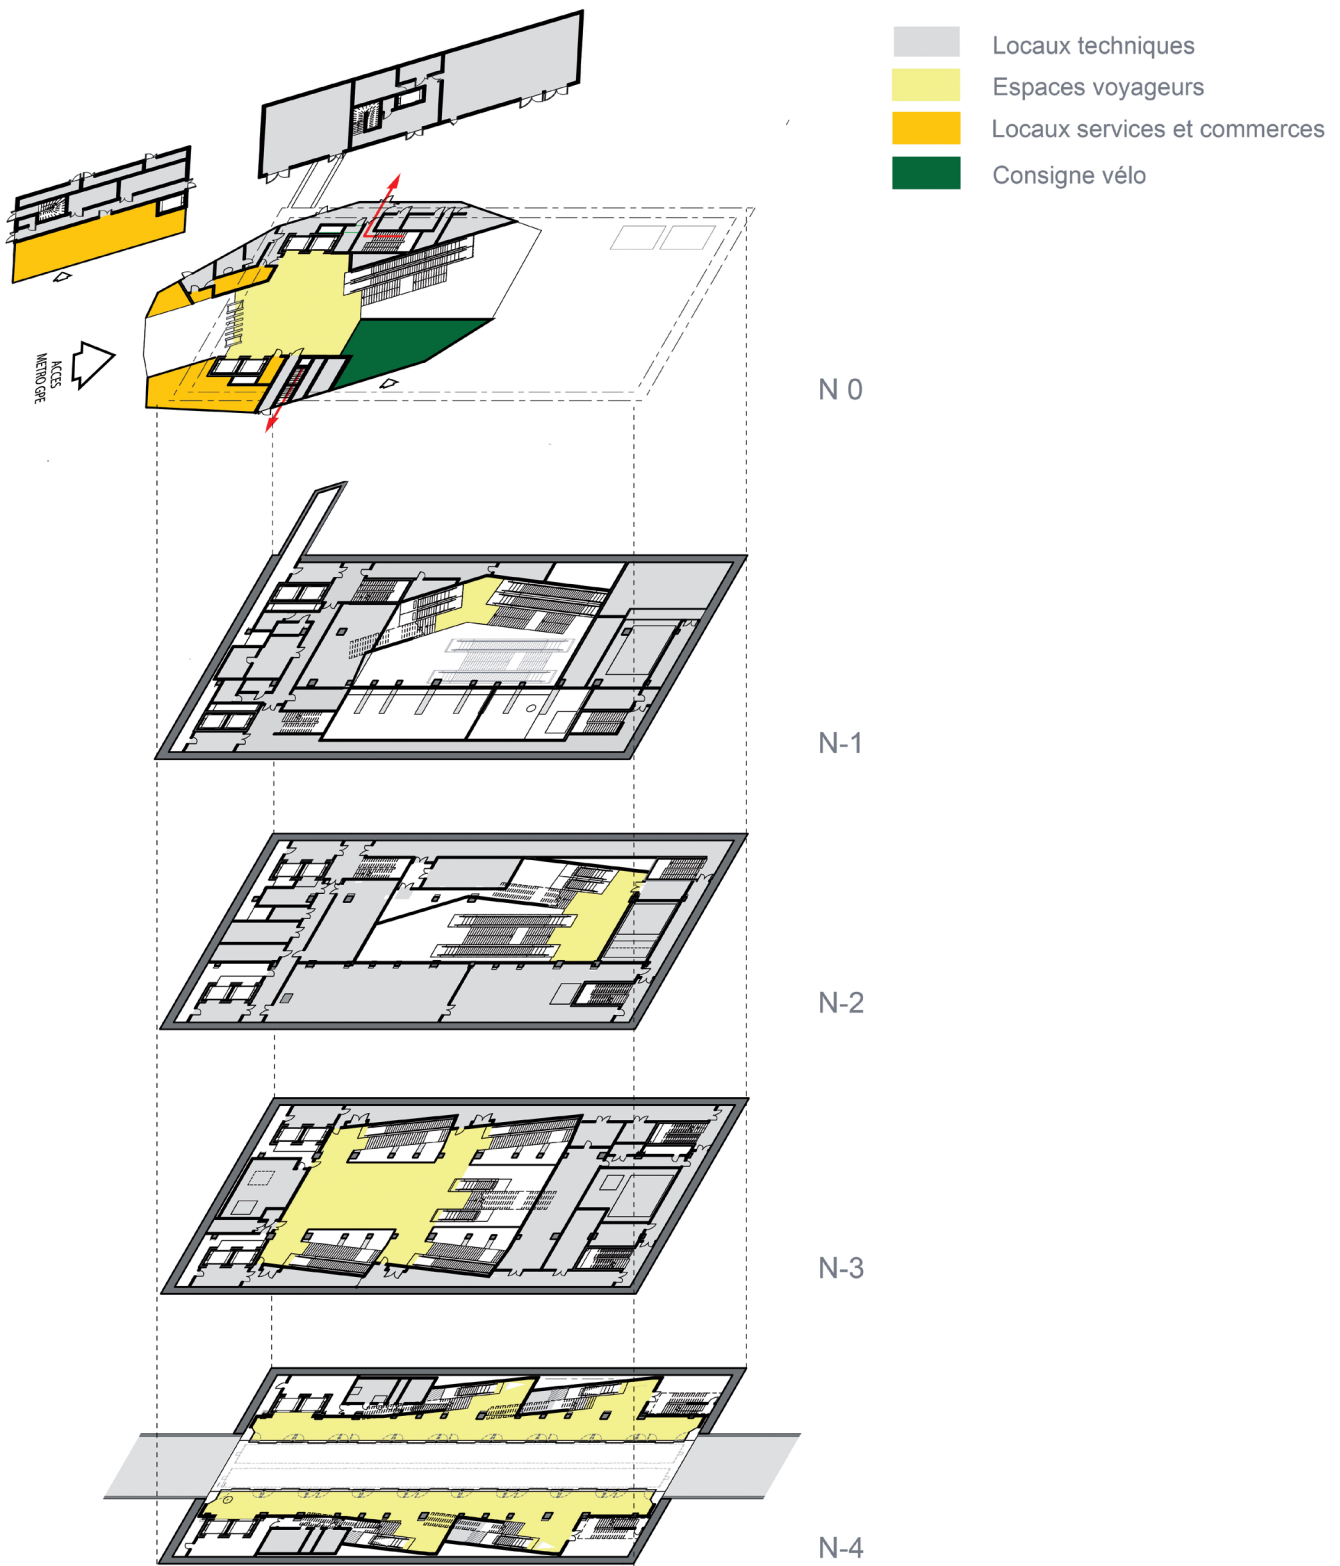 Locaux techniques
Espaces voyageurs
Locaux services et commerces
Consigne vélo
ACCES
METRO GPE
N 0
N-1
N-2
N-3
N-4